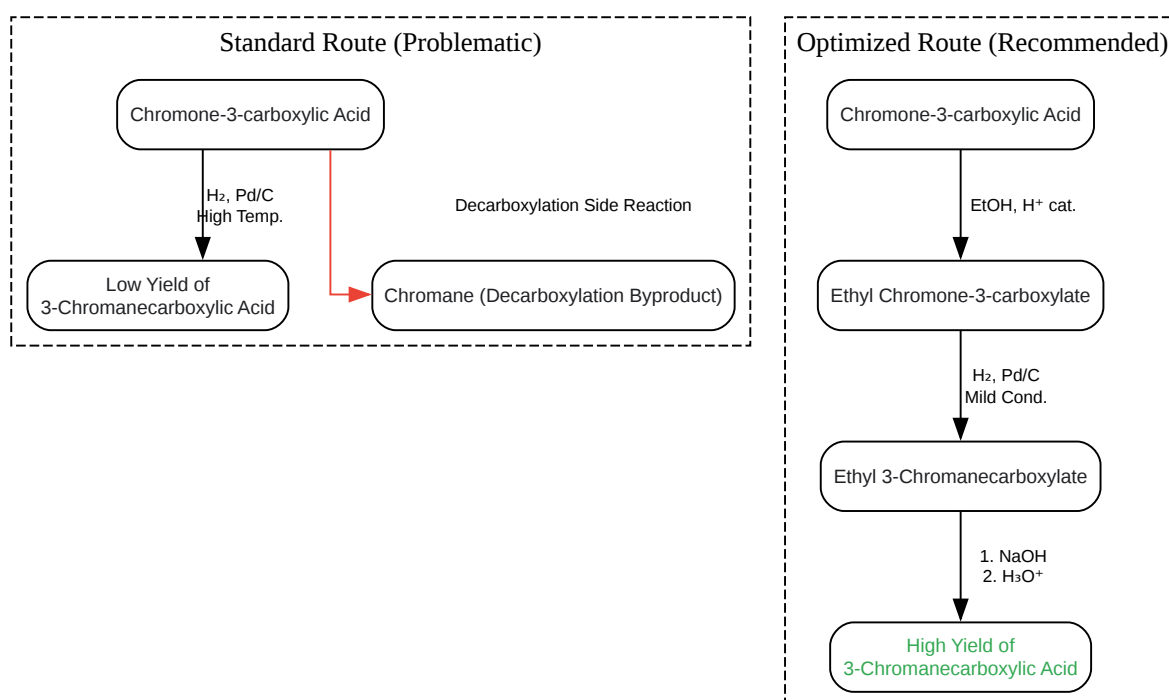 Standard Route (Problematic)
Chromone-3-carboxylic Acid
H₂, Pd/C
High Temp.
Decarboxylation Side Reaction
Low Yield of
3-Chromanecarboxylic Acid
Chromane (Decarboxylation Byproduct)
Optimized Route (Recommended)
Chromone-3-carboxylic Acid
EtOH, H⁺ cat.
Ethyl Chromone-3-carboxylate
H₂, Pd/C
Mild Cond.
Ethyl 3-Chromanecarboxylate
1. NaOH
2. H₃O⁺
High Yield of
3-Chromanecarboxylic Acid